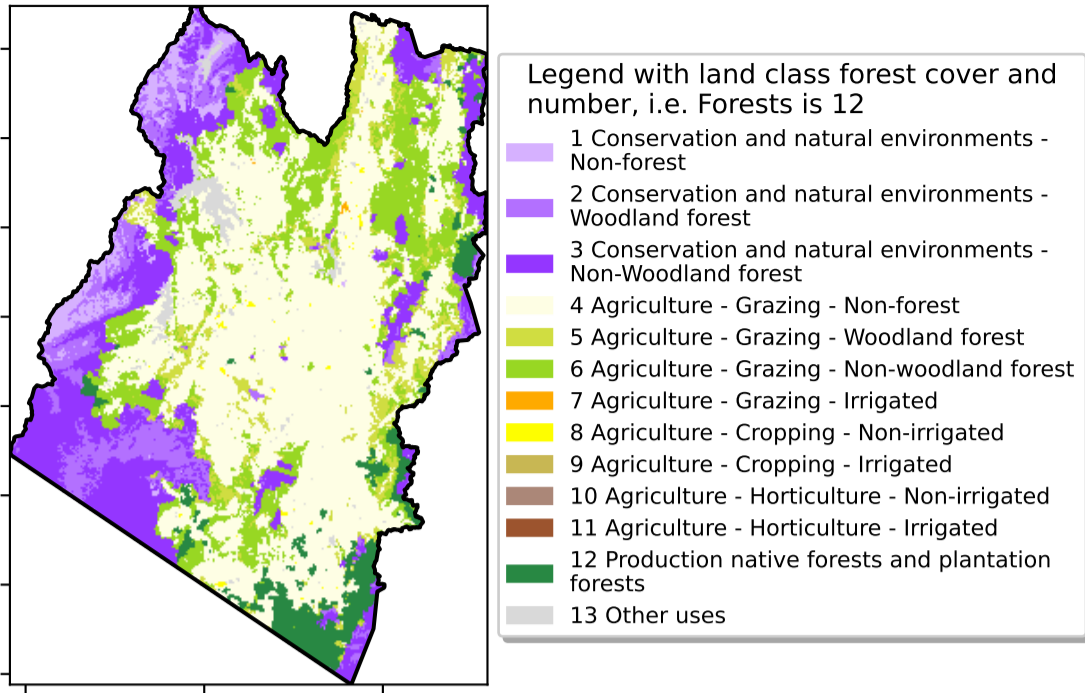 Legend with land class forest cover and
number, i.e. Forests is 12
1 Conservation and natural environments -
Non-forest
2 Conservation and natural environments -
Woodland forest
3 Conservation and natural environments -
Non-Woodland forest
4 Agriculture - Grazing - Non-forest
5 Agriculture - Grazing - Woodland forest
6 Agriculture - Grazing - Non-woodland forest
7 Agriculture - Grazing - Irrigated
8 Agriculture - Cropping - Non-irrigated
9 Agriculture - Cropping - Irrigated
10 Agriculture - Horticulture - Non-irrigated
11 Agriculture - Horticulture - Irrigated
12 Production native forests and plantation
forests
13 Other uses